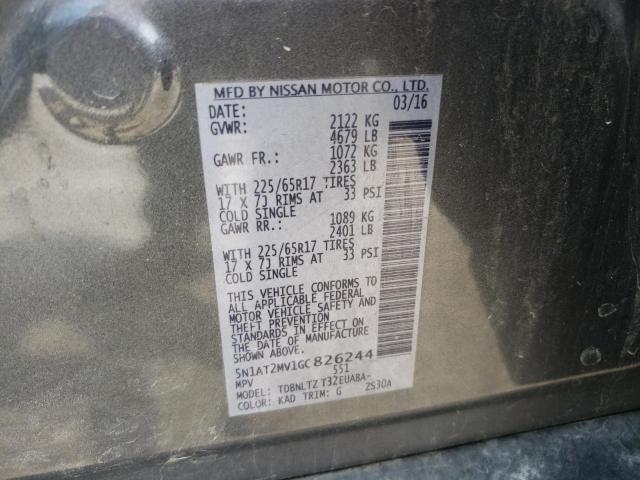 MFD BY NISSAN MOTOR CO., LTD.
DATE: 03/16
GVWR: 2122 KG
4679 LB
GAWR FR.: 1072 KG
2363 LB
WITH 225/65R17 TIRES
17 X 7J RIMS AT 33 PSI
COLD SINGLE
GAWR RR.: 1089 KG
2401 LB
WITH 225/65R17 TIRES
17 X 7J RIMS AT 33 PSI
COLD SINGLE
THIS VEHICLE CONFORMS TO
ALL APPLICABLE FEDERAL
MOTOR VEHICLE SAFETY AND
THEFT PREVENTION
STANDARDS IN EFFECT ON
THE DATE OF MANUFACTURE
SHOWN ABOVE.
5N1AT2MV1GC826244
MPV 551
MODEL: TDBNLTZ T32EUABA-
COLOR: KAD TRIM: G ZS30A